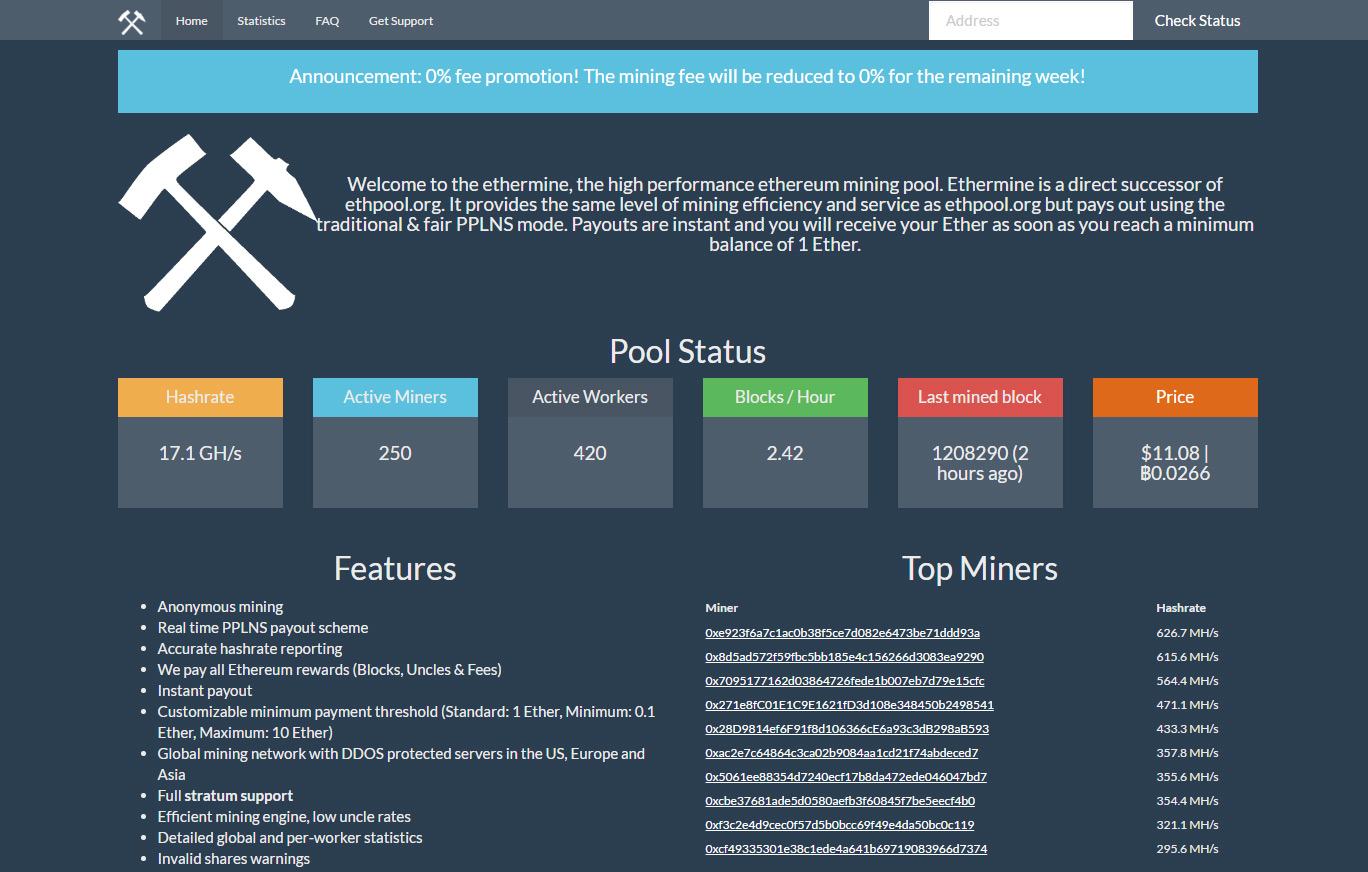 Home Statistics FAQ Get Support Address Check Status
Announcement: 0% fee promotion! The mining fee will be reduced to 0% for the remaining week!
Welcome to the ethermine, the high performance ethereum mining pool. Ethermine is a direct successor of
ethpool.org. It provides the same level of mining efficiency and service as ethpool.org but pays out using the
traditional & fair PPLNS mode. Payouts are instant and you will receive your Ether as soon as you reach a minimum
balance of 1 Ether.
Pool Status
Hashrate
17.1 GH/s
Active Miners
250
Active Workers
420
Blocks / Hour
2.42
Last mined block
1208290 (2
hours ago)
Price
$11.08 |
฿0.0266
Features
Anonymous mining
Real time PPLNS payout scheme
Accurate hashrate reporting
We pay all Ethereum rewards (Blocks, Uncles & Fees)
Instant payout
Customizable minimum payment threshold (Standard: 1 Ether, Minimum: 0.1
Ether, Maximum: 10 Ether)
Global mining network with DDOS protected servers in the US, Europe and
Asia
Full stratum support
Efficient mining engine, low uncle rates
Detailed global and per-worker statistics
Invalid shares warnings
Top Miners
Miner Hashrate
0xe923f6a7c1ac0b38f5ce7d082e6473be71ddd93a 626.7 MH/s
0x8d5ad572f59fbc5bb185e4c156266d3083ea9290 615.6 MH/s
0x7095177162d03864726fede1b007eb7d79e15cfc 564.4 MH/s
0x271e8fC01E1C9E1621fD3d108e348450b2498541 471.1 MH/s
0x28D9814ef6F91f8d106366cE6a93c3dB298aB593 433.3 MH/s
0xac2e7c64864c3ca02b9084aa1cd21f74abdeced7 357.8 MH/s
0x5061ee88354d7240ecf17b8da472ede046047bd7 355.6 MH/s
0xcbe37681ade5d0580aefb3f60845f7be5eecf4b0 354.4 MH/s
0xf3c2e4d9cec0f57d5b0bcc69f49e4da50bc0c119 321.1 MH/s
0xcf49335301e38c1ede4a641b69719083966d7374 295.6 MH/s